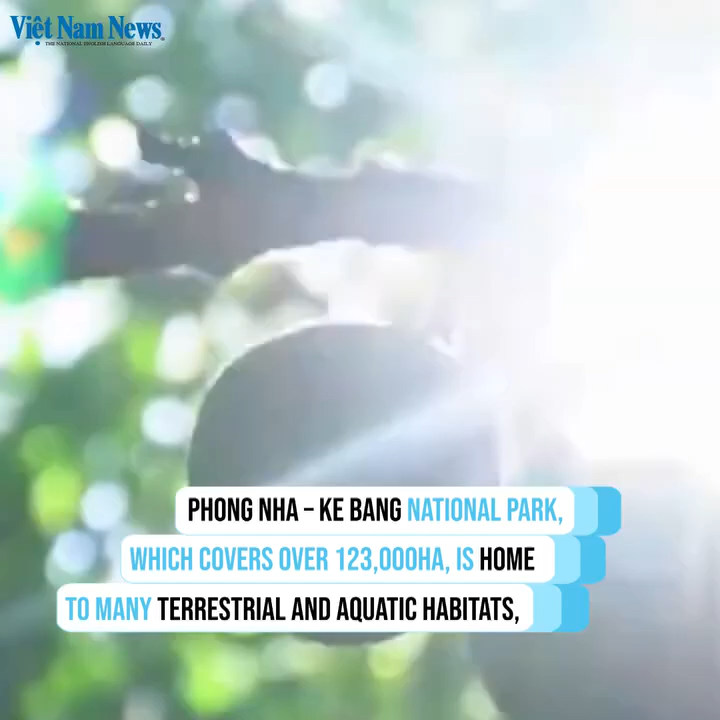 Việt Nam News
THE NATIONAL ENGLISH LANGUAGE DAILY
PHONG NHA – KE BANG NATIONAL PARK,
WHICH COVERS OVER 123,000HA, IS HOME
TO MANY TERRESTRIAL AND AQUATIC HABITATS,